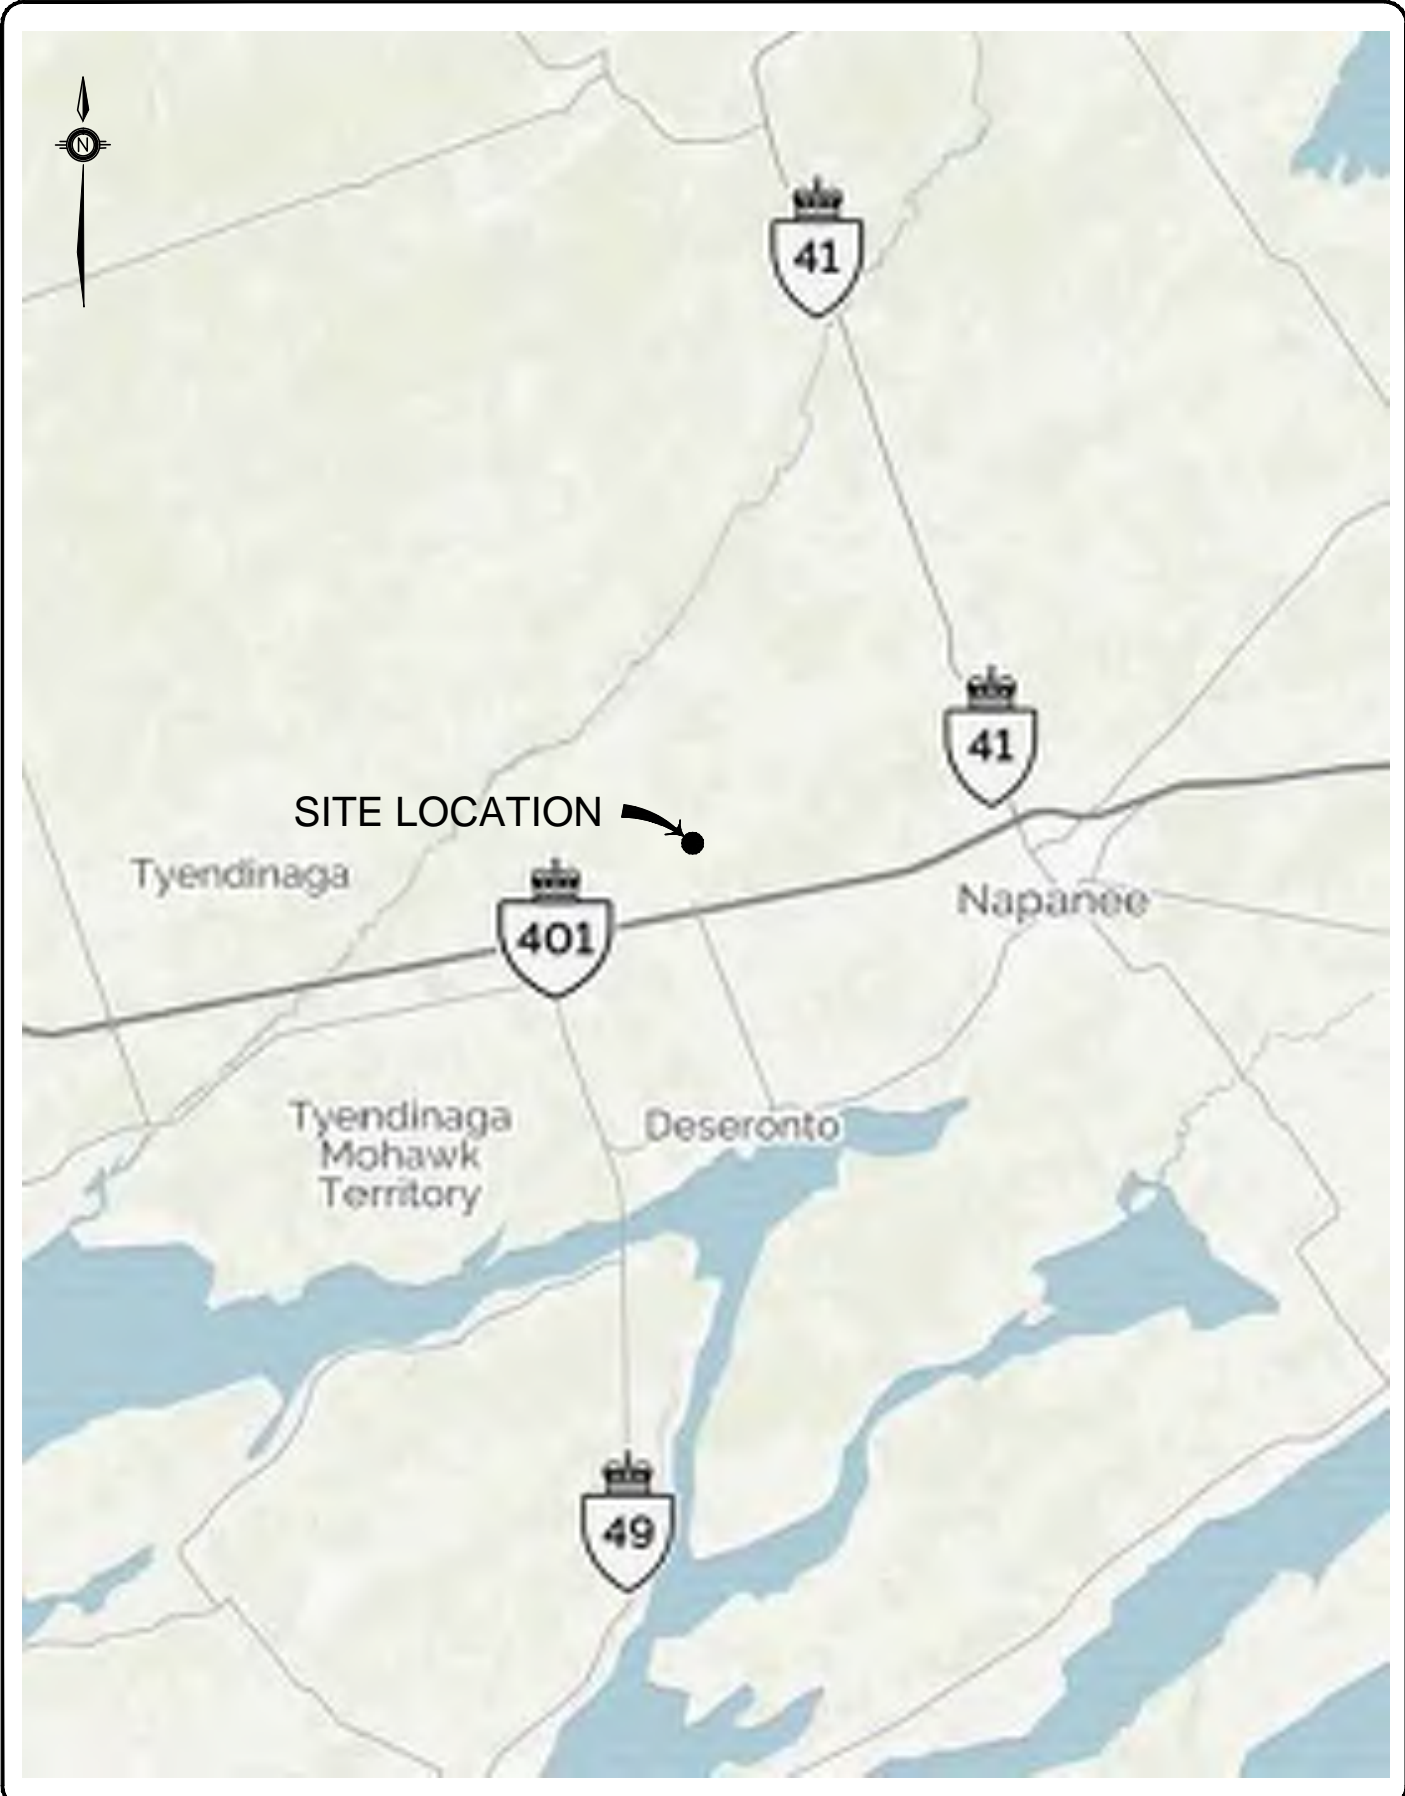 N
41
41
SITE LOCATION
Tyendinaga
Napanee
401
Tyendinaga
Mohawk
Territory
Deseronto
49